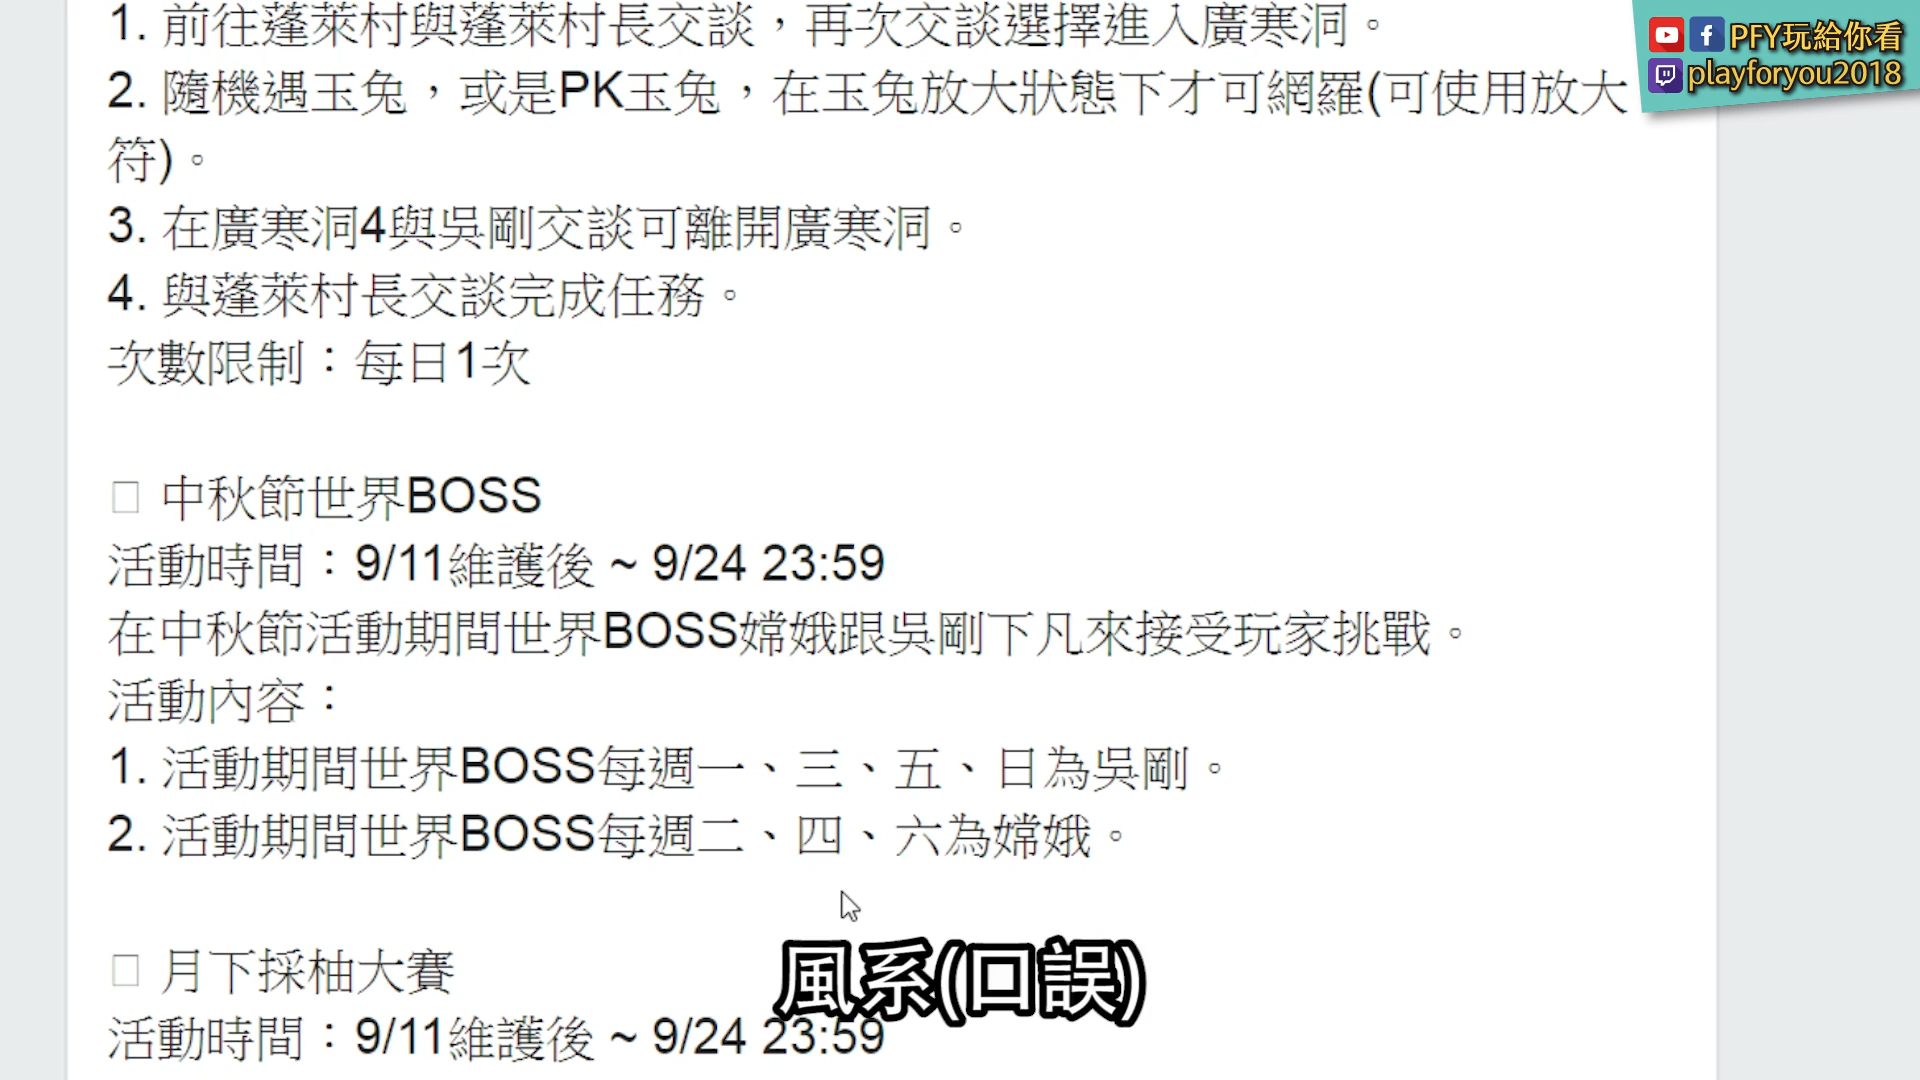 1. 前往蓬萊村與蓬萊村長交談，再次交談選擇進入廣寒洞。
2. 隨機遇玉兔，或是PK玉兔，在玉兔放大狀態下才可網羅(可使用放大
符)。
3. 在廣寒洞4與吳剛交談可離開廣寒洞。
4. 與蓬萊村長交談完成任務。
次數限制：每日1次
中秋節世界BOSS
活動時間：9/11維護後 ~ 9/24 23:59
在中秋節活動期間世界BOSS嫦娥跟吳剛下凡來接受玩家挑戰。
活動內容：
1. 活動期間世界BOSS每週一、三、五、日為吳剛。
2. 活動期間世界BOSS每週二、四、六為嫦娥。
月下採柚大賽
活動時間：9/11維護後 ~ 9/24 23:59
風系(口誤)
PFY玩給你看
playforyou2018